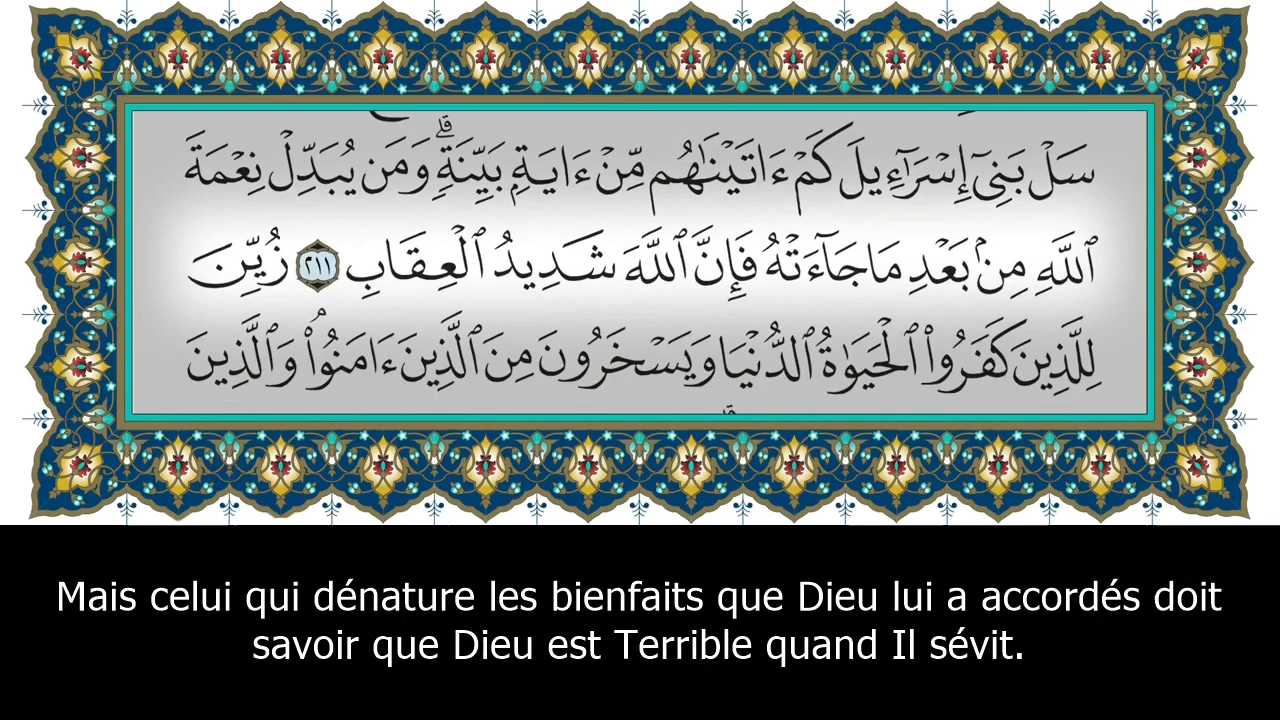 سَلْ بَنِىٓ إِسْرَٰٓءِيلَ كَمْ ءَاتَيْنَٰهُم مِّنْ ءَايَةٍۭ بَيِّنَةٍۗ وَمَن يُبَدِّلْ نِعْمَةَ
ٱللَّهِ مِنۢ بَعْدِ مَا جَآءَتْهُ فَإِنَّ ٱللَّهَ شَدِيدُ ٱلْعِقَابِ ٢١١ زُيِّنَ
لِلَّذِينَ كَفَرُوا۟ ٱلْحَيَوٰةُ ٱلدُّنْيَا وَيَسْخَرُونَ مِنَ ٱلَّذِينَ ءَامَنُوا۟ۘ وَٱلَّذِينَ
Mais celui qui dénature les bienfaits que Dieu lui a accordés doit
savoir que Dieu est Terrible quand Il sévit.